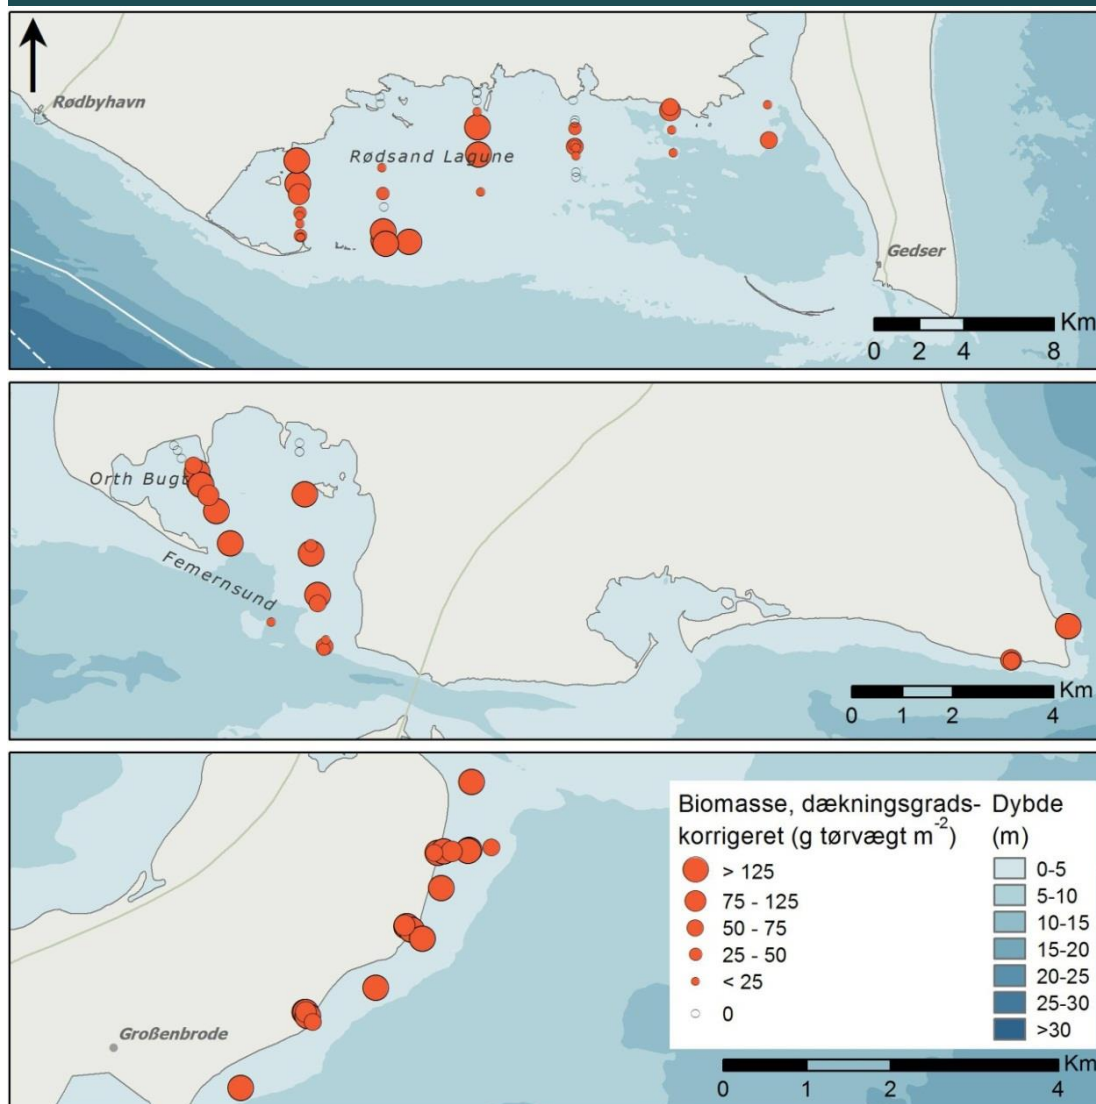 Rødbyhavn
Rødsand Lagune
Gedser
Km
0 2 4 8
Orth Bugt
Femernsund
Km
0 1 2 4
Biomasse, dækningsgrads-
korrigeret (g tørvægt m⁻²)
> 125
75 - 125
50 - 75
25 - 50
< 25
0
Dybde
(m)
0-5
5-10
10-15
15-20
20-25
25-30
>30
Großenbrode
Km
0 1 2 4